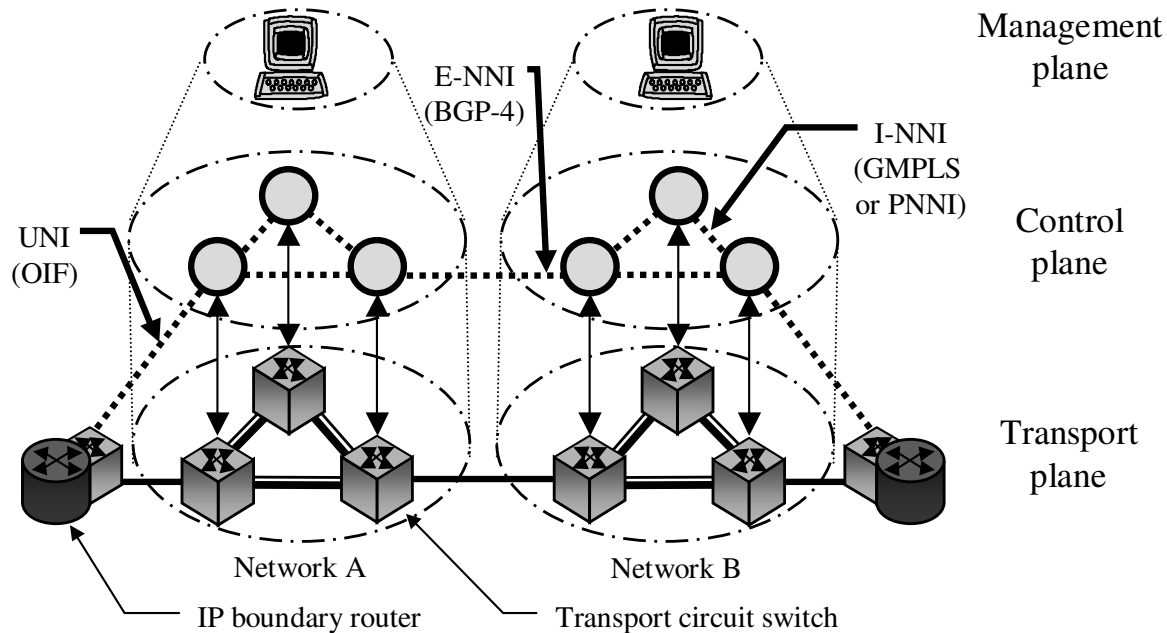 Management
plane
E-NNI
(BGP-4)
I-NNI
(GMPLS
or PNNI)
UNI
(OIF)
Control
plane
Transport
plane
Network A
Network B
IP boundary router
Transport circuit switch